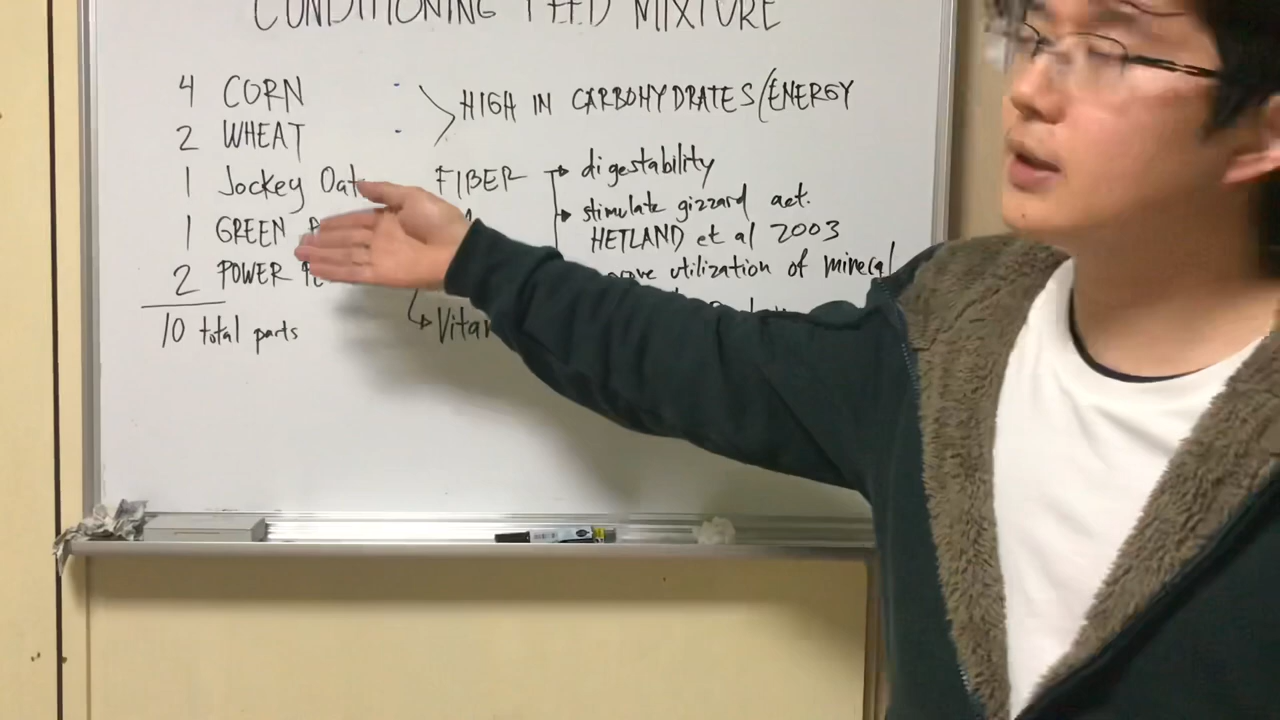 CONDITIONING FEED MIXTURE
4 CORN
2 WHEAT
HIGH IN CARBOHYDRATES/ENERGY
1 Jockey Oat
FIBER
digestability
stimulate gizzard act.
HETLAND et al 2003
1 GREEN
utilization of mineral
2 POWER
10 total parts